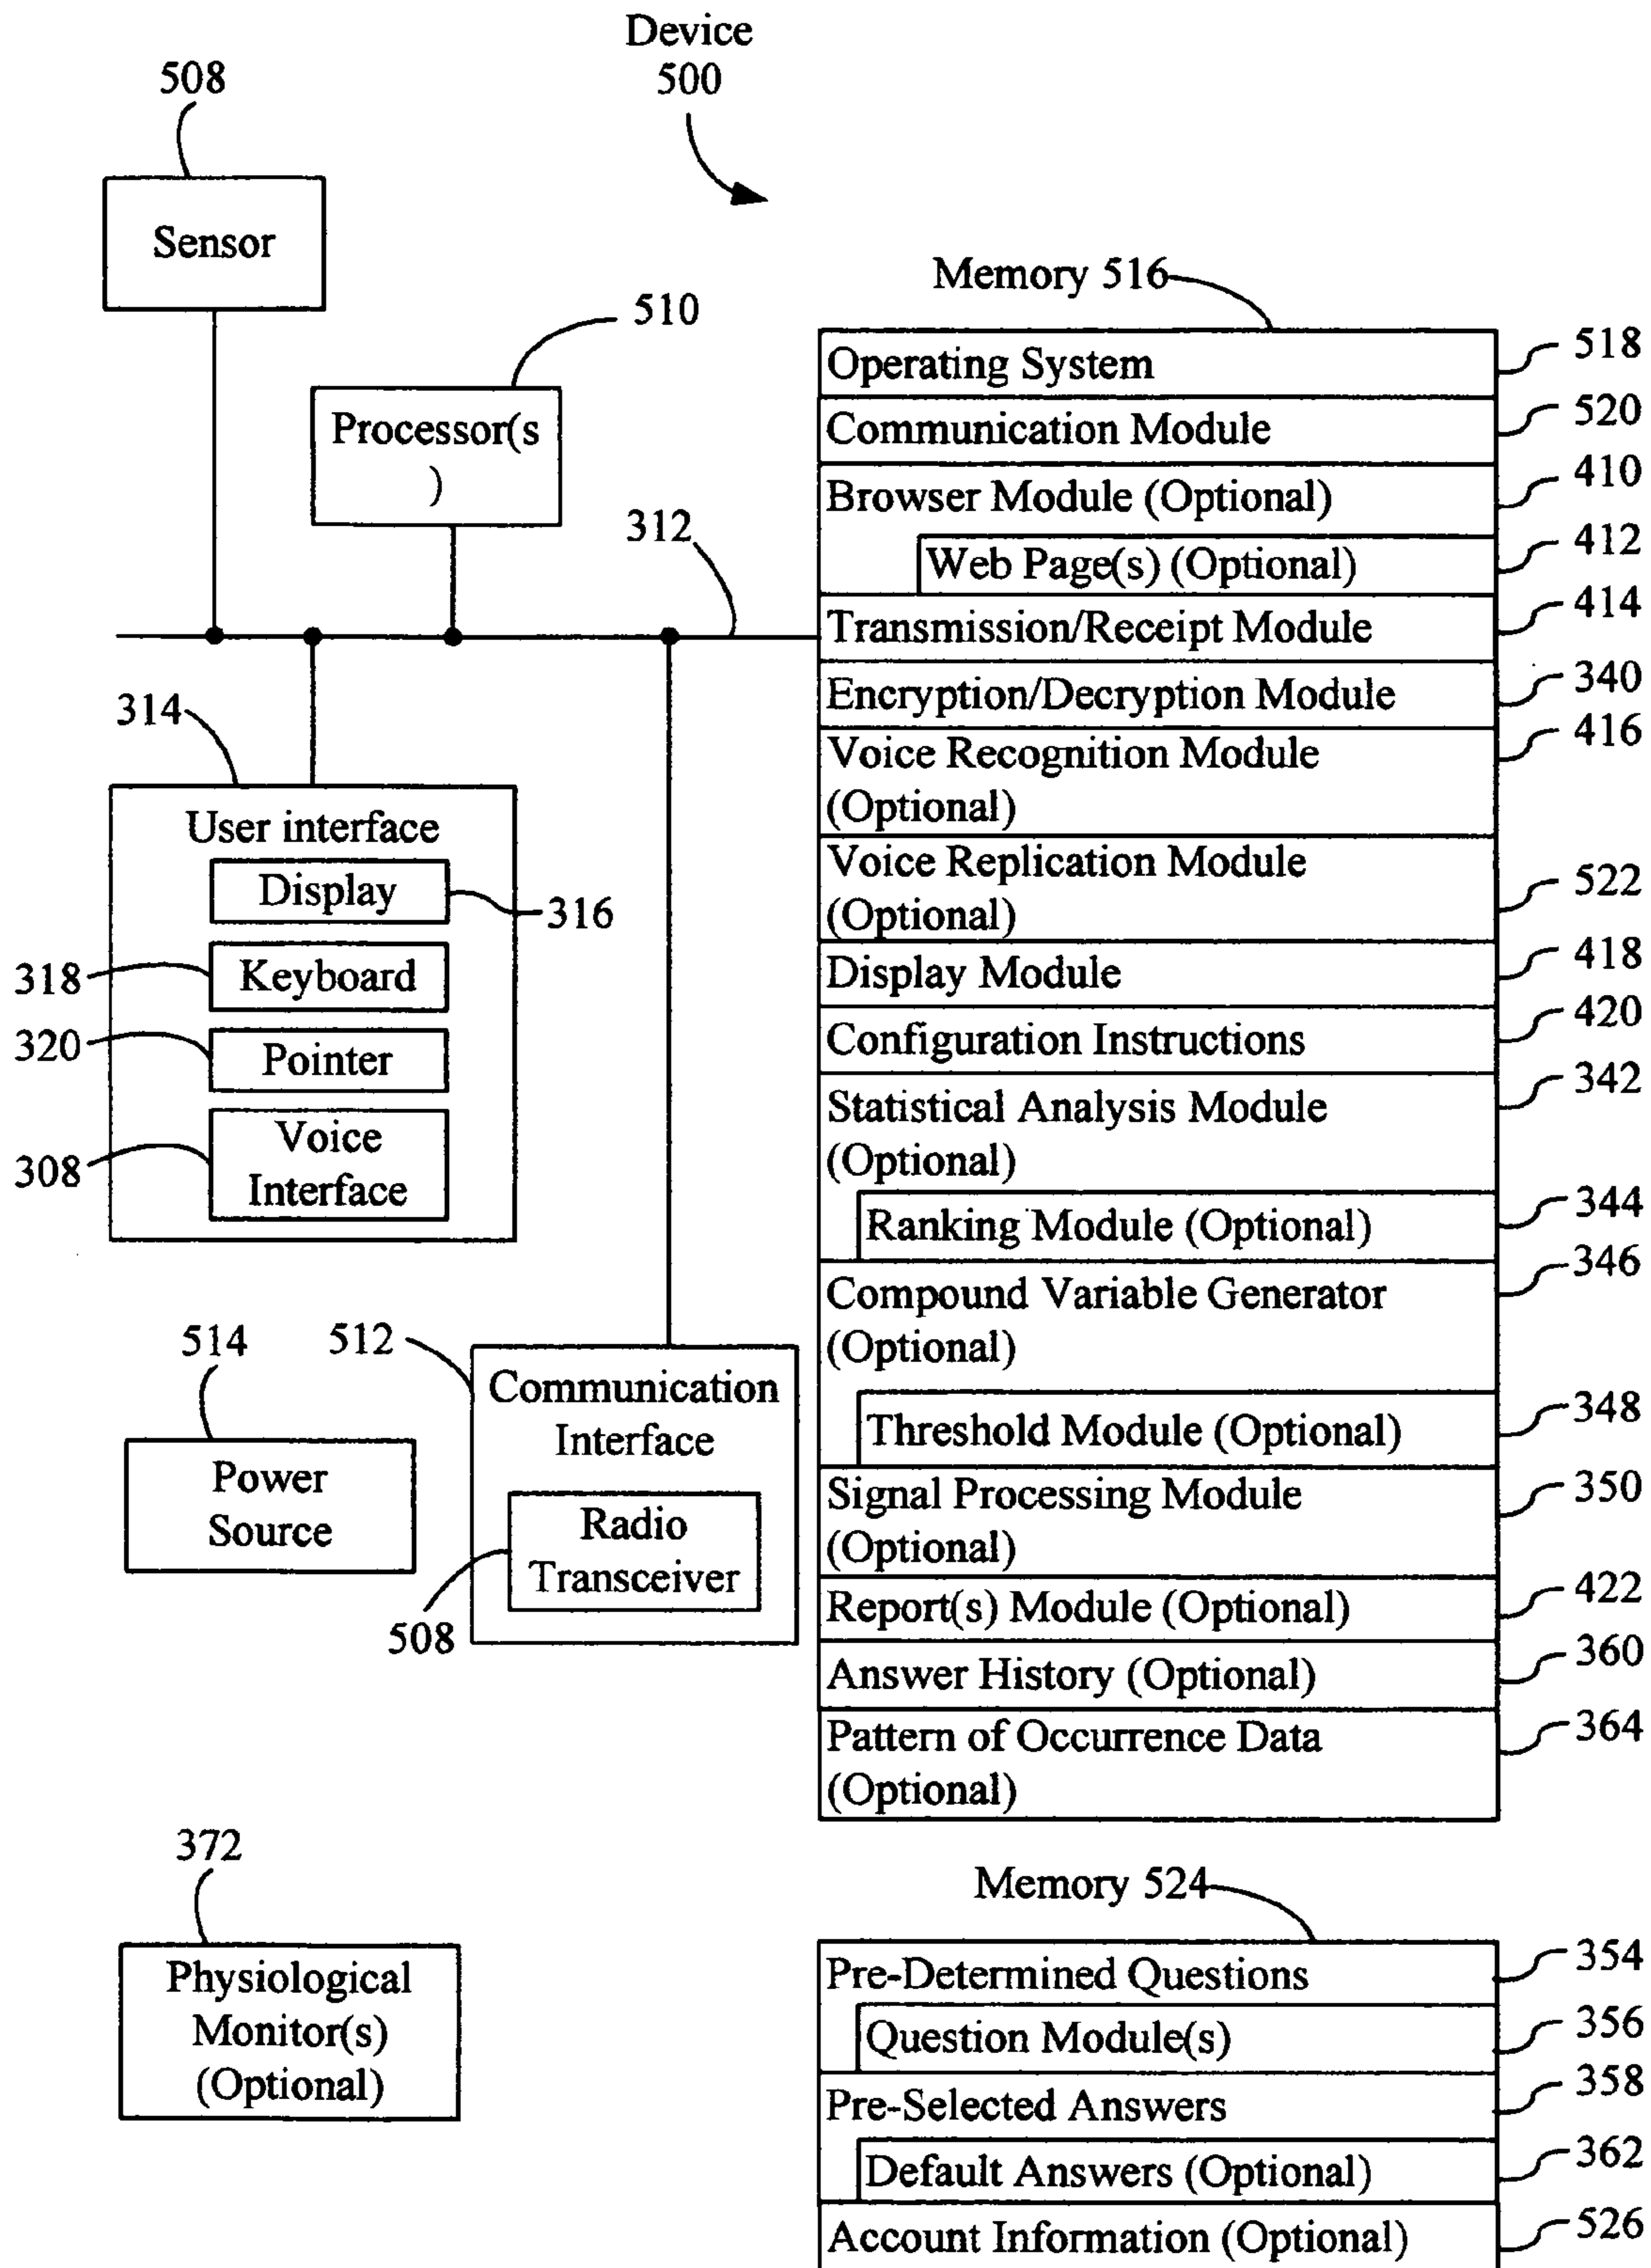 Device
500
508
Sensor
510
Processor(s
)
312
314
User interface
Display
316
318
Keyboard
320
Pointer
308
Voice
Interface
514
Power
Source
512
Communication
Interface
Radio
Transceiver
508
372
Physiological
Monitor(s)
(Optional)
Memory 516
Operating System
518
Communication Module
520
Browser Module (Optional)
410
Web Page(s) (Optional)
412
Transmission/Receipt Module
414
Encryption/Decryption Module
340
Voice Recognition Module
(Optional)
416
Voice Replication Module
(Optional)
522
Display Module
418
Configuration Instructions
420
Statistical Analysis Module
(Optional)
342
Ranking Module (Optional)
344
Compound Variable Generator
(Optional)
346
Threshold Module (Optional)
348
Signal Processing Module
(Optional)
350
Report(s) Module (Optional)
422
Answer History (Optional)
360
Pattern of Occurrence Data
(Optional)
364
Memory 524
Pre-Determined Questions
354
Question Module(s)
356
Pre-Selected Answers
358
Default Answers (Optional)
362
Account Information (Optional)
526